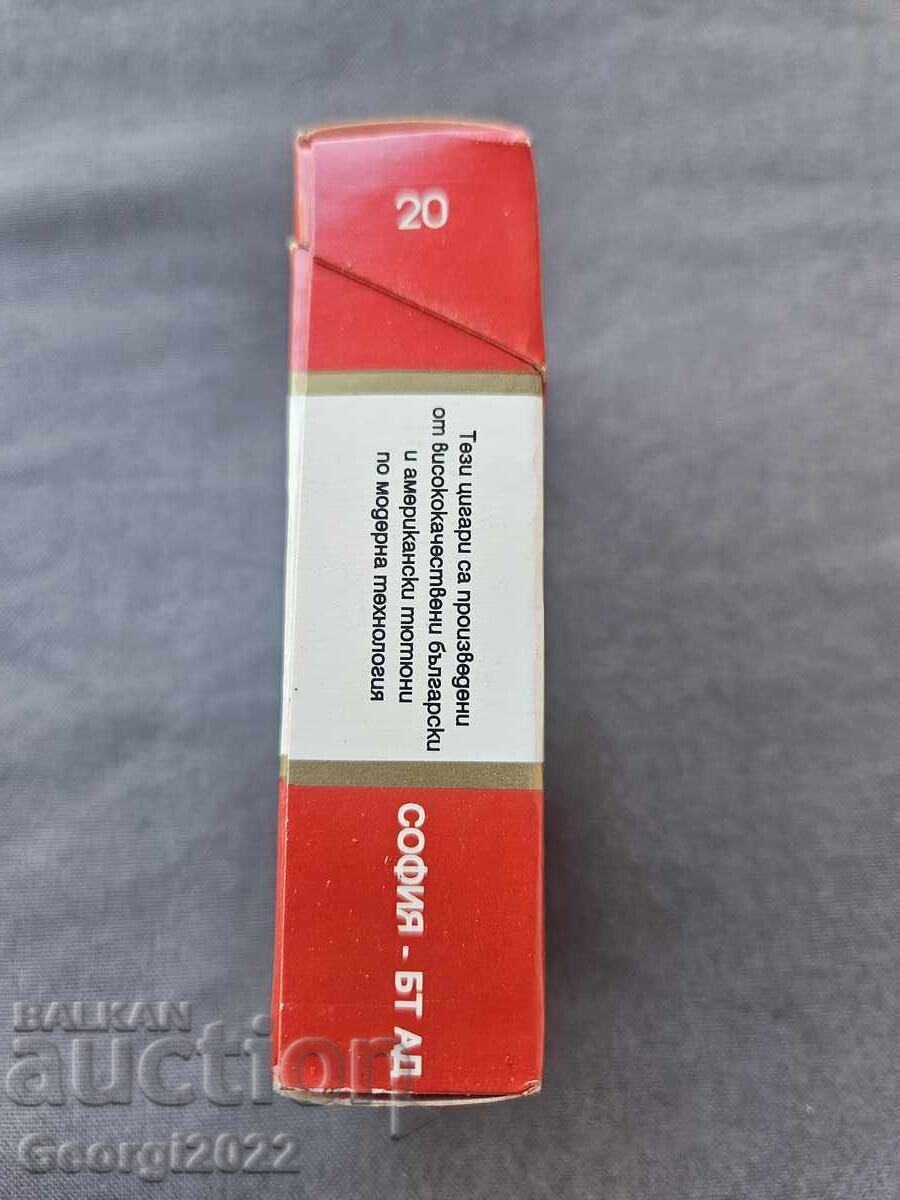 20
Тези цигари са произведени
от висококачествени български
и американски тютюни
по модерна технология
СОФИЯ - БТ АД
BALKAN
auction
Georgi2022